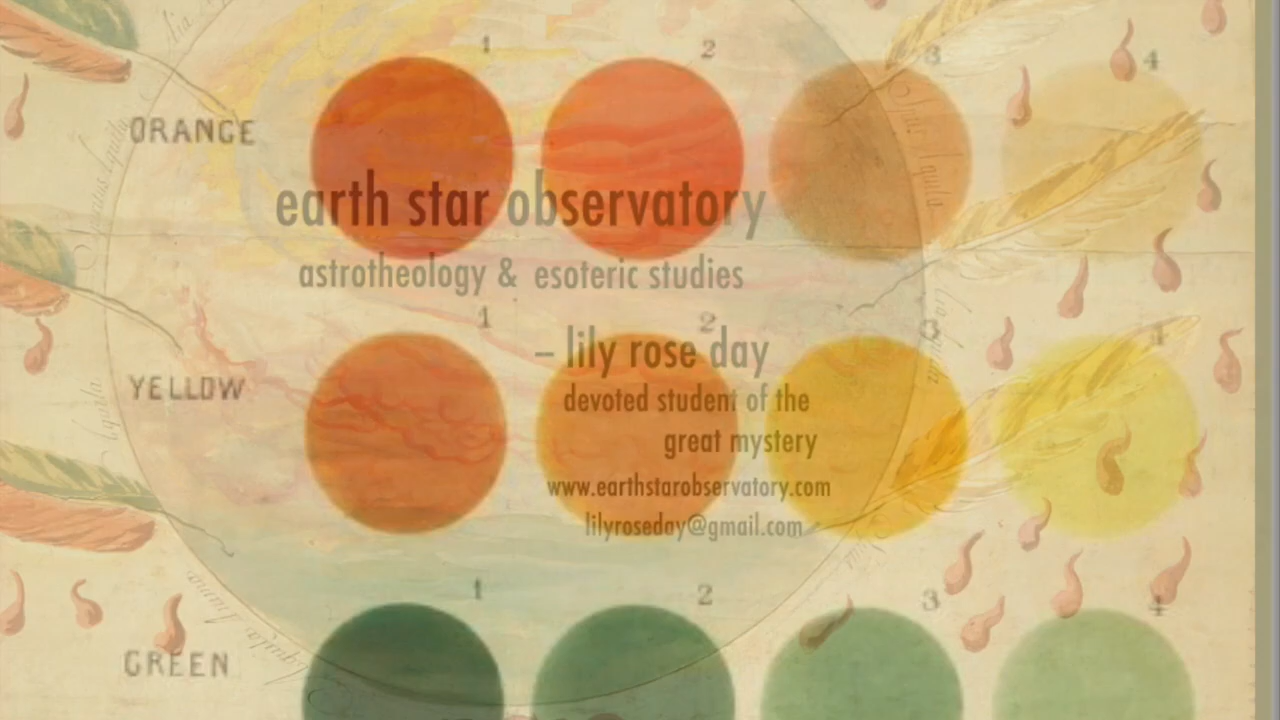 1 2 3 4
ORANGE
earth star observatory
astrotheology & esoteric studies
1 2 3 4
– lily rose day
YELLOW
devoted student of the
great mystery
www.earthstarobservatory.com
lilyroseday@gmail.com
1 2 3 4
GREEN